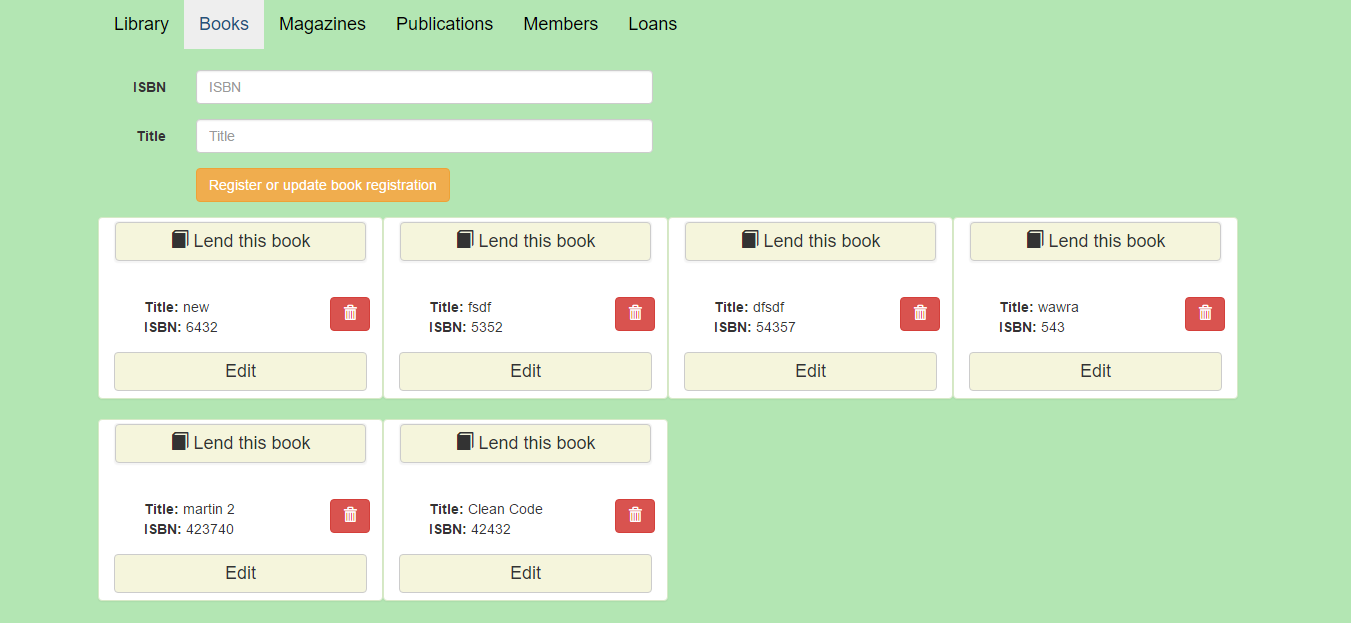 Library Books Magazines Publications Members Loans
ISBN ISBN
Title Title
Register or update book registration
Lend this book Lend this book Lend this book Lend this book
Title: new Title: fsdf Title: dfsdf Title: wawra
ISBN: 6432 ISBN: 5352 ISBN: 54357 ISBN: 543
Edit Edit Edit Edit
Lend this book Lend this book
Title: martin 2 Title: Clean Code
ISBN: 423740 ISBN: 42432
Edit Edit